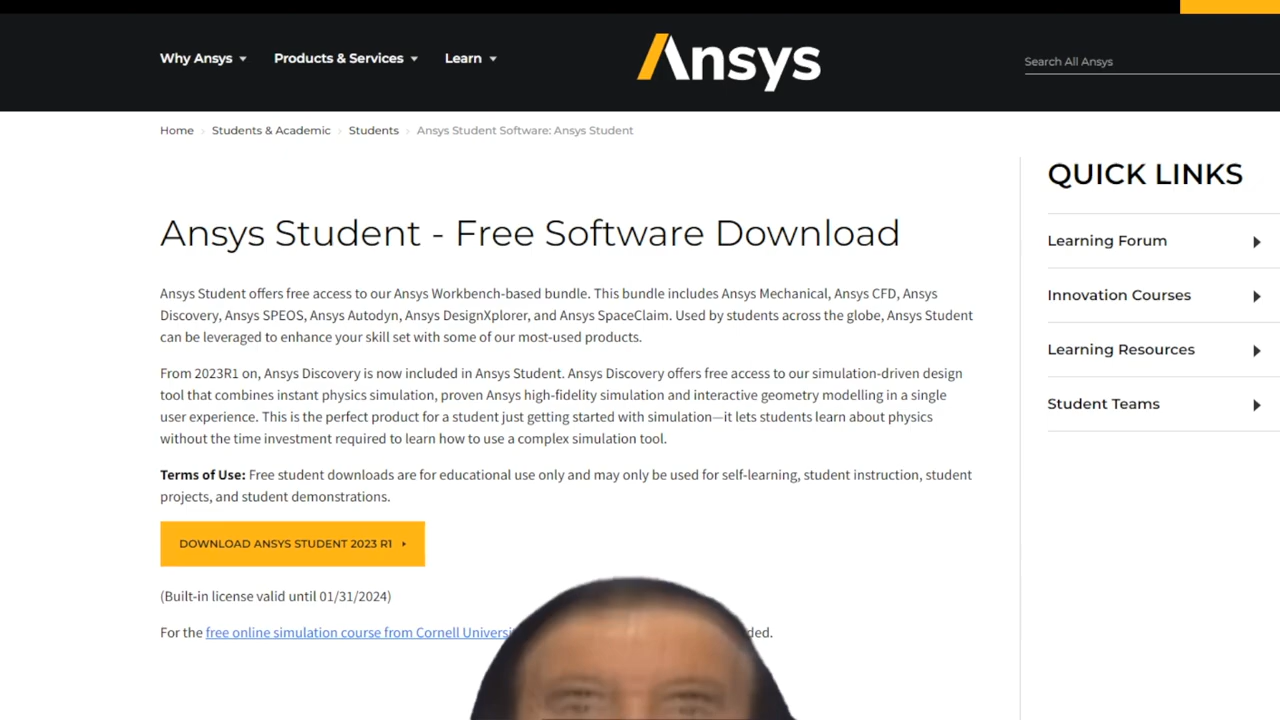 Why Ansys
Products & Services
Learn
Ansys
Search All Ansys
Home > Students & Academic > Students > Ansys Student Software: Ansys Student
QUICK LINKS
Learning Forum
Innovation Courses
Learning Resources
Student Teams
Ansys Student - Free Software Download
Ansys Student offers free access to our Ansys Workbench-based bundle. This bundle includes Ansys Mechanical, Ansys CFD, Ansys
Discovery, Ansys SPEOS, Ansys Autodyn, Ansys DesignXplorer, and Ansys SpaceClaim. Used by students across the globe, Ansys Student
can be leveraged to enhance your skill set with some of our most-used products.
From 2023R1 on, Ansys Discovery is now included in Ansys Student. Ansys Discovery offers free access to our simulation-driven design
tool that combines instant physics simulation, proven Ansys high-fidelity simulation and interactive geometry modelling in a single
user experience. This is the perfect product for a student just getting started with simulation—it lets students learn about physics
without the time investment required to learn how to use a complex simulation tool.
Terms of Use: Free student downloads are for educational use only and may only be used for self-learning, student instruction, student
projects, and student demonstrations.
DOWNLOAD ANSYS STUDENT 2023 R1
(Built-in license valid until 01/31/2024)
For the free online simulation course from Cornell